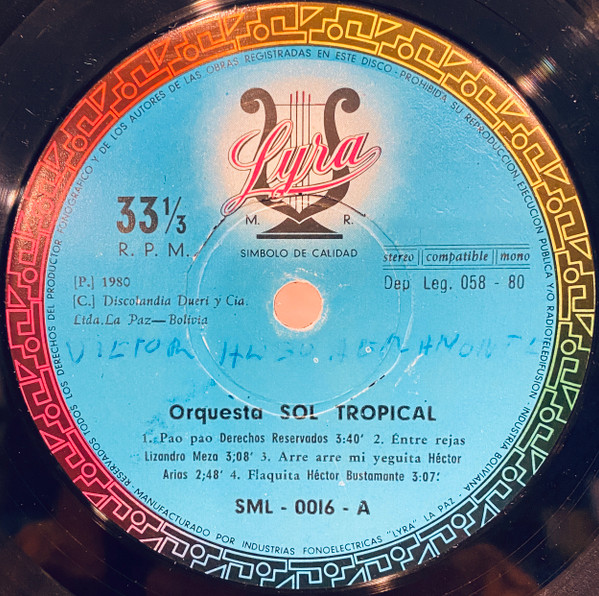 RESERVADOS TODOS LOS DERECHOS DEL PRODUCTOR FONOGRAFICO Y DE LOS AUTORES DE LAS OBRAS REGISTRADAS EN ESTE DISCO - PROHIBIDA SU REPRODUCCION EJECUCION PUBLICA Y/O RADIOTELEDIFUSION - INDUSTRIA BOLIVIANA
Lyra
M. R.
SIMBOLO DE CALIDAD
33⅓
R. P. M.
stereo || compatible || mono
Dep Leg. 058 - 80
[P.] 1980
[C.] Discolandia Dueri y Cia.
Ltda. La Paz—Bolivia
VICTOR HUGO
Orquesta SOL TROPICAL
1. Pao pao Derechos Reservados 3:40' 2. Éntre rejas
Lizandro Meza 3;08' 3. Arre arre mi yeguita Héctor
Arias 2;48' 4. Flaquita Héctor Bustamante 3:07:
SML - 0016 - A
- MANUFACTURADO POR INDUSTRIAS FONOELECTRICAS "LYRA" LA PAZ -